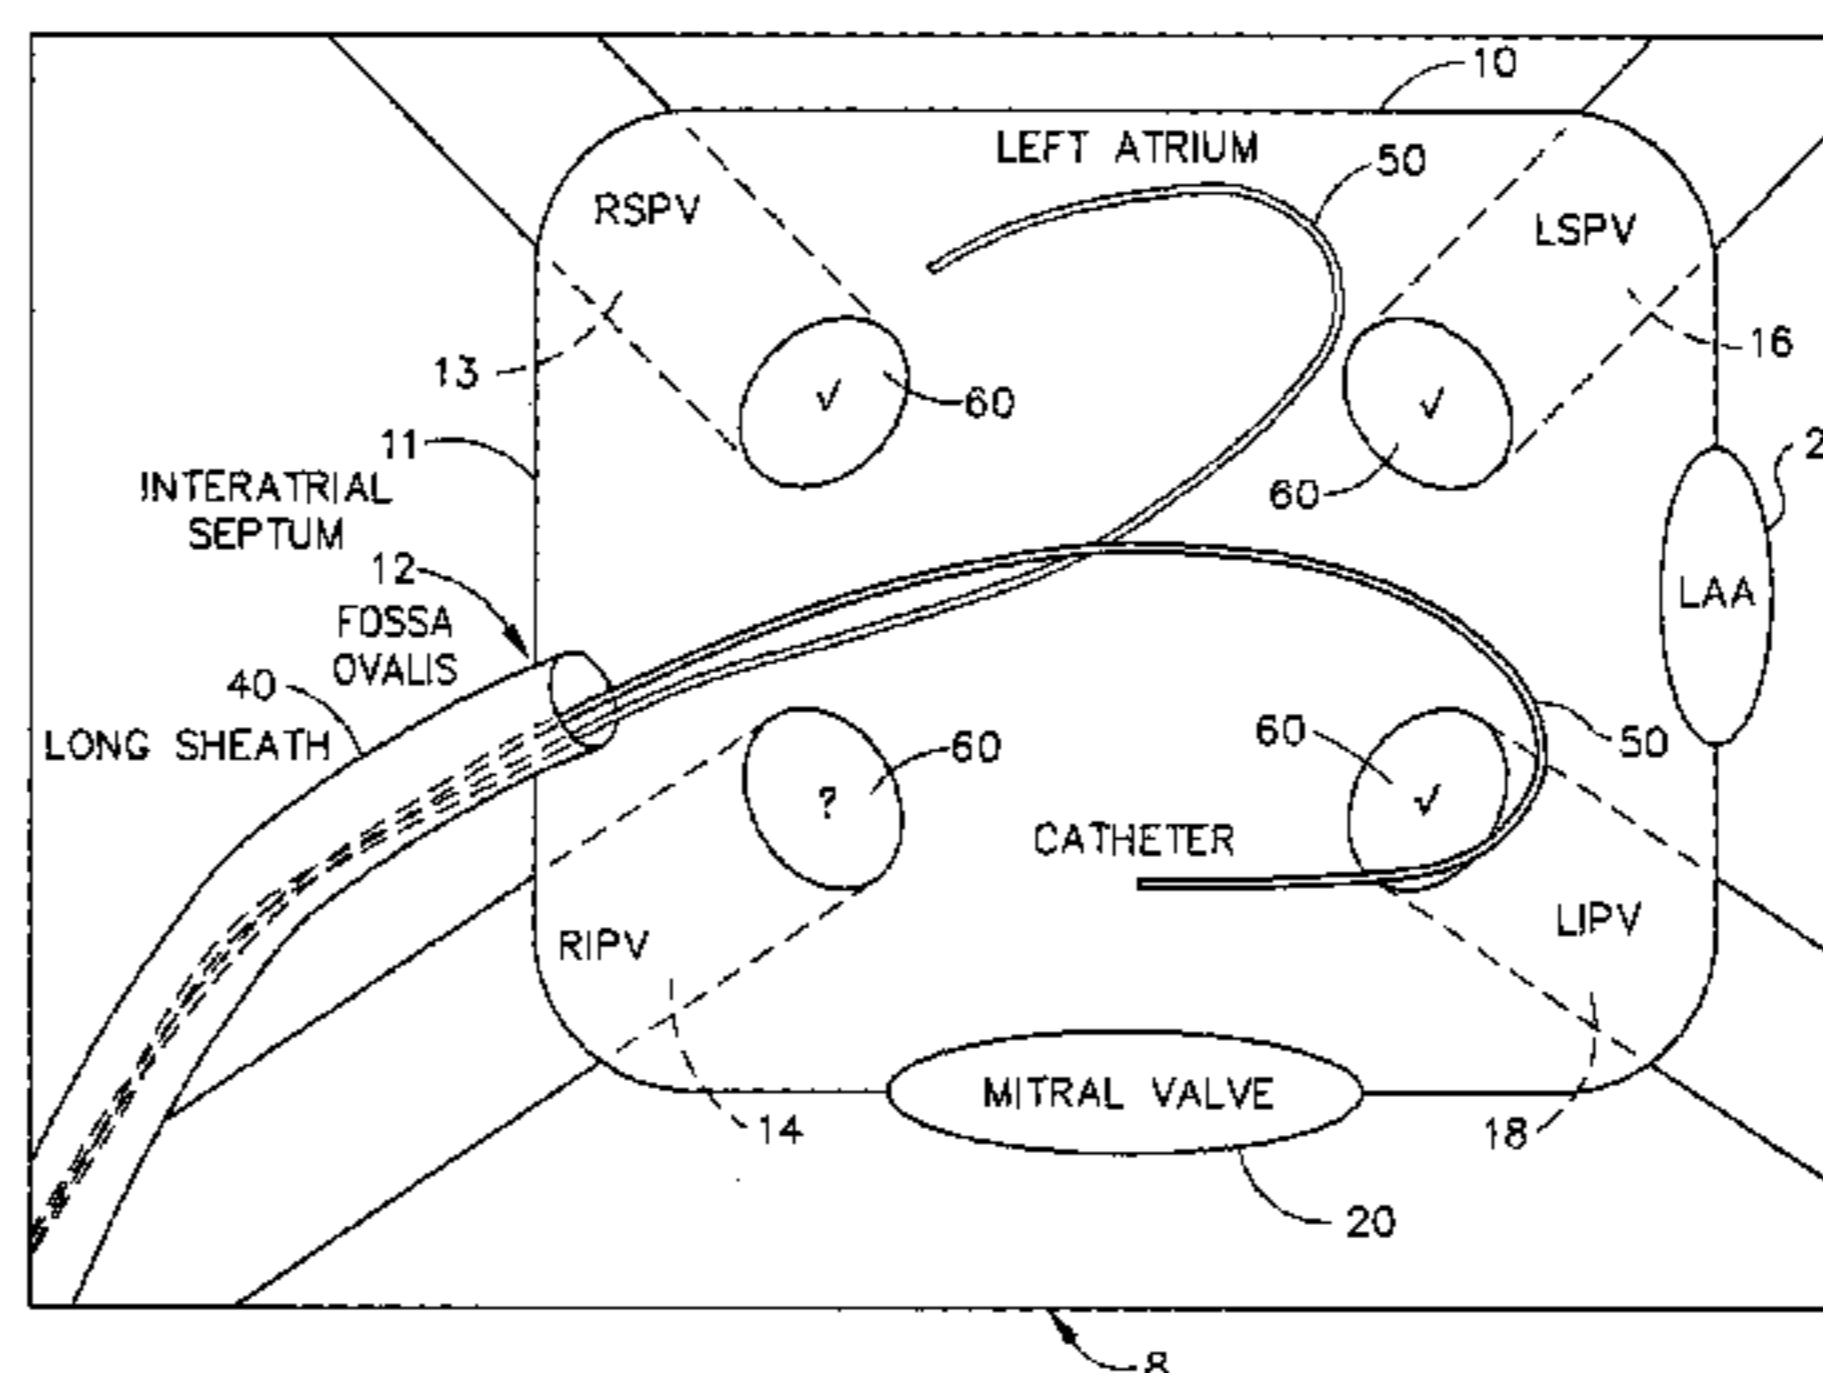 10
LEFT ATRIUM
50
RSPV
LSPV
13
16
60
11
60
INTERATRIAL
SEPTUM
12
LAA
FOSSA
OVALIS
40
LONG SHEATH
60
60
50
?
CATHETER
RIPV
LIPV
MITRAL VALVE
14
18
20
8